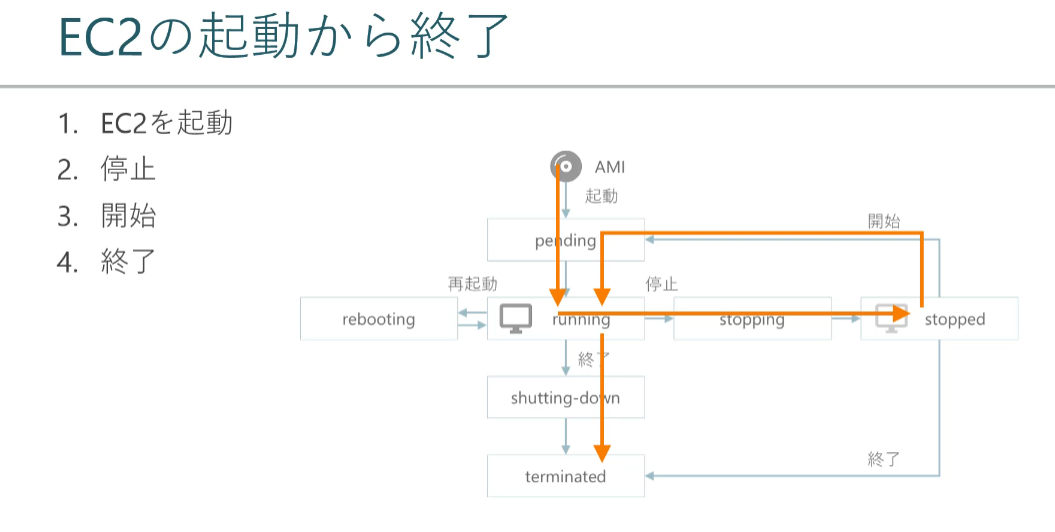 EC2の起動から終了
1. EC2を起動
2. 停止
3. 開始
4. 終了
AMI
起動
pending
開始
再起動
停止
rebooting
running
stopping
stopped
終了
shutting-down
終了
terminated